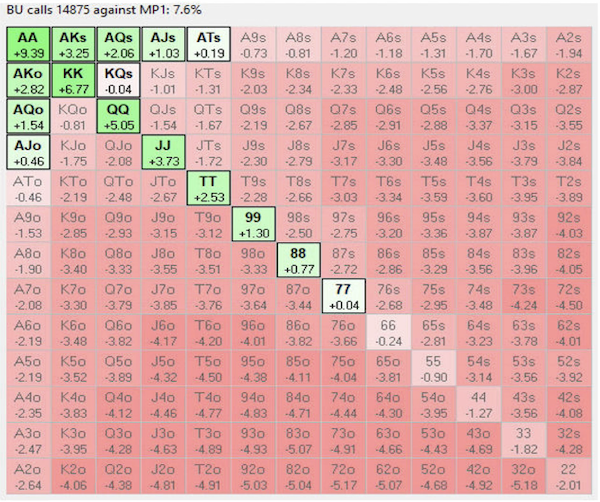 BU calls 14875 against MP1: 7.6%
AA AKs AQs AJs ATs A9s A8s A7s A6s A5s A4s A3s A2s
+9.39 +3.25 +2.06 +1.03 +0.19 -0.73 -0.81 -1.20 -1.18 -1.31 -1.70 -1.67 -1.94
AKo KK KQs KJs KTs K9s K8s K7s K6s K5s K4s K3s K2s
+2.82 +6.77 -0.04 -1.01 -1.31 -2.03 -2.34 -2.33 -2.48 -2.56 -2.76 -3.00 -2.87
AQo KQo QQ QJs QTs Q9s Q8s Q7s Q6s Q5s Q4s Q3s Q2s
+1.54 -0.81 +5.05 -1.54 -1.67 -2.19 -2.67 -2.85 -2.91 -2.88 -3.37 -3.15 -3.55
AJo KJo QJo JJ JTs J9s J8s J7s J6s J5s J4s J3s J2s
+0.46 -1.75 -2.08 +3.73 -1.72 -2.30 -2.79 -3.17 -3.30 -3.48 -3.56 -3.79 -3.84
ATo KTo QTo JTo TT T9s T8s T7s T6s T5s T4s T3s T2s
-0.46 -2.19 -2.48 -2.67 +2.53 -2.28 -2.66 -3.03 -3.34 -3.59 -3.60 -3.95 -3.89
A9o K9o Q9o J9o T9o 99 98s 97s 96s 95s 94s 93s 92s
-1.53 -2.85 -2.93 -3.15 -3.12 +1.30 -2.50 -2.75 -3.20 -3.36 -3.87 -3.87 -4.03
A8o K8o Q8o J8o T8o 98o 88 87s 86s 85s 84s 83s 82s
-1.90 -3.40 -3.33 -3.55 -3.51 -3.33 +0.77 -2.72 -2.86 -3.29 -3.56 -3.96 -4.05
A7o K7o Q7o J7o T7o 97o 87o 77 76s 75s 74s 73s 72s
-2.08 -3.30 -3.79 -3.85 -3.76 -3.64 -3.44 +0.04 -2.68 -2.95 -3.48 -4.24 -4.50
A6o K6o Q6o J6o T6o 96o 86o 76o 66 65s 64s 63s 62s
-2.19 -3.48 -3.82 -4.17 -4.20 -4.01 -3.82 -3.66 -0.24 -2.81 -3.23 -3.78 -4.01
A5o K5o Q5o J5o T5o 95o 85o 75o 65o 55 54s 53s 52s
-2.19 -3.52 -3.89 -4.32 -4.50 -4.38 -4.11 -4.04 -3.81 -0.90 -3.14 -3.56 -3.92
A4o K4o Q4o J4o T4o 94o 84o 74o 64o 54o 44 43s 42s
-2.35 -3.83 -4.12 -4.46 -4.77 -4.83 -4.71 -4.44 -4.30 -3.95 -1.27 -3.56 -4.08
A3o K3o Q3o J3o T3o 93o 83o 73o 63o 53o 43o 33 32s
-2.47 -3.95 -4.28 -4.63 -4.89 -4.93 -5.07 -4.91 -4.66 -4.43 -4.69 -1.82 -4.28
A2o K2o Q2o J2o T2o 92o 82o 72o 62o 52o 42o 32o 22
-2.64 -4.06 -4.38 -4.81 -4.91 -5.03 -5.04 -5.17 -5.07 -4.68 -4.92 -5.18 -2.01